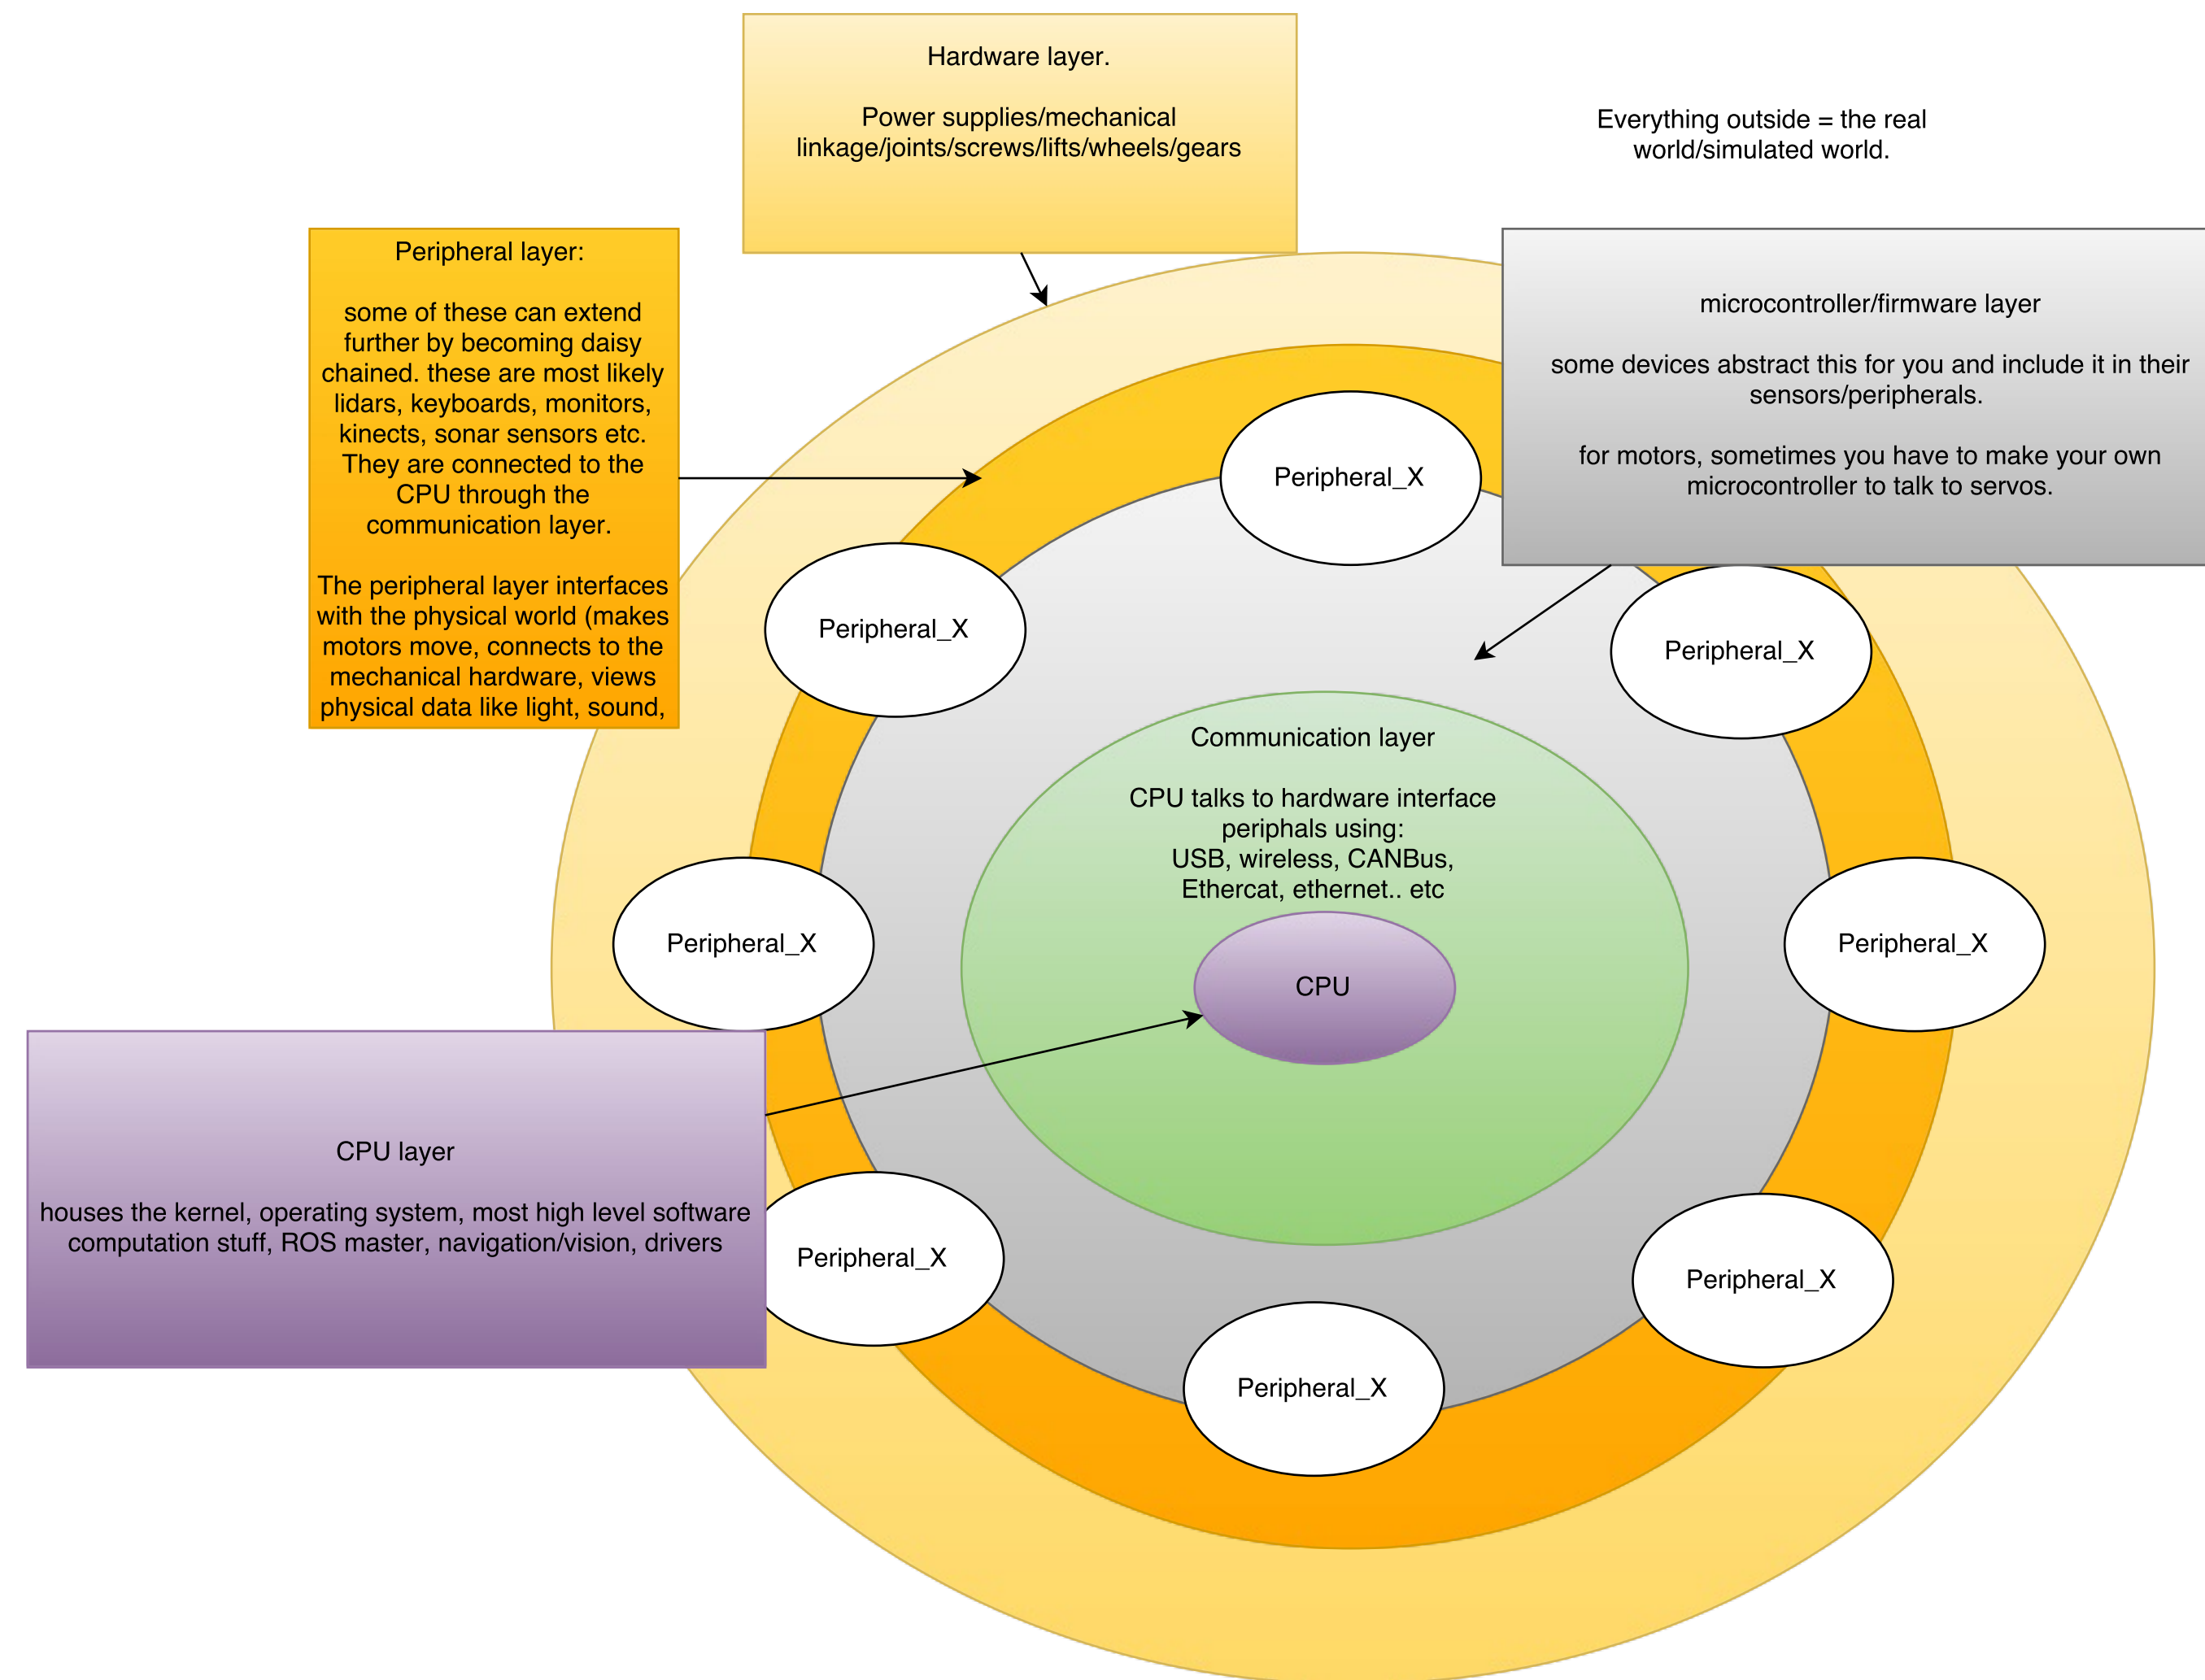 Hardware layer.
Power supplies/mechanical
linkage/joints/screws/lifts/wheels/gears
Everything outside = the real
world/simulated world.
Peripheral layer:
some of these can extend
further by becoming daisy
chained. these are most likely
lidars, keyboards, monitors,
kinects, sonar sensors etc.
They are connected to the
CPU through the
communication layer.
The peripheral layer interfaces
with the physical world (makes
motors move, connects to the
mechanical hardware, views
physical data like light, sound,
microcontroller/firmware layer
some devices abstract this for you and include it in their
sensors/peripherals.
for motors, sometimes you have to make your own
microcontroller to talk to servos.
Peripheral_X
Peripheral_X
Peripheral_X
Communication layer
CPU talks to hardware interface
periphals using:
USB, wireless, CANBus,
Ethercat, ethernet.. etc
Peripheral_X
Peripheral_X
CPU
CPU layer
houses the kernel, operating system, most high level software
computation stuff, ROS master, navigation/vision, drivers
Peripheral_X
Peripheral_X
Peripheral_X